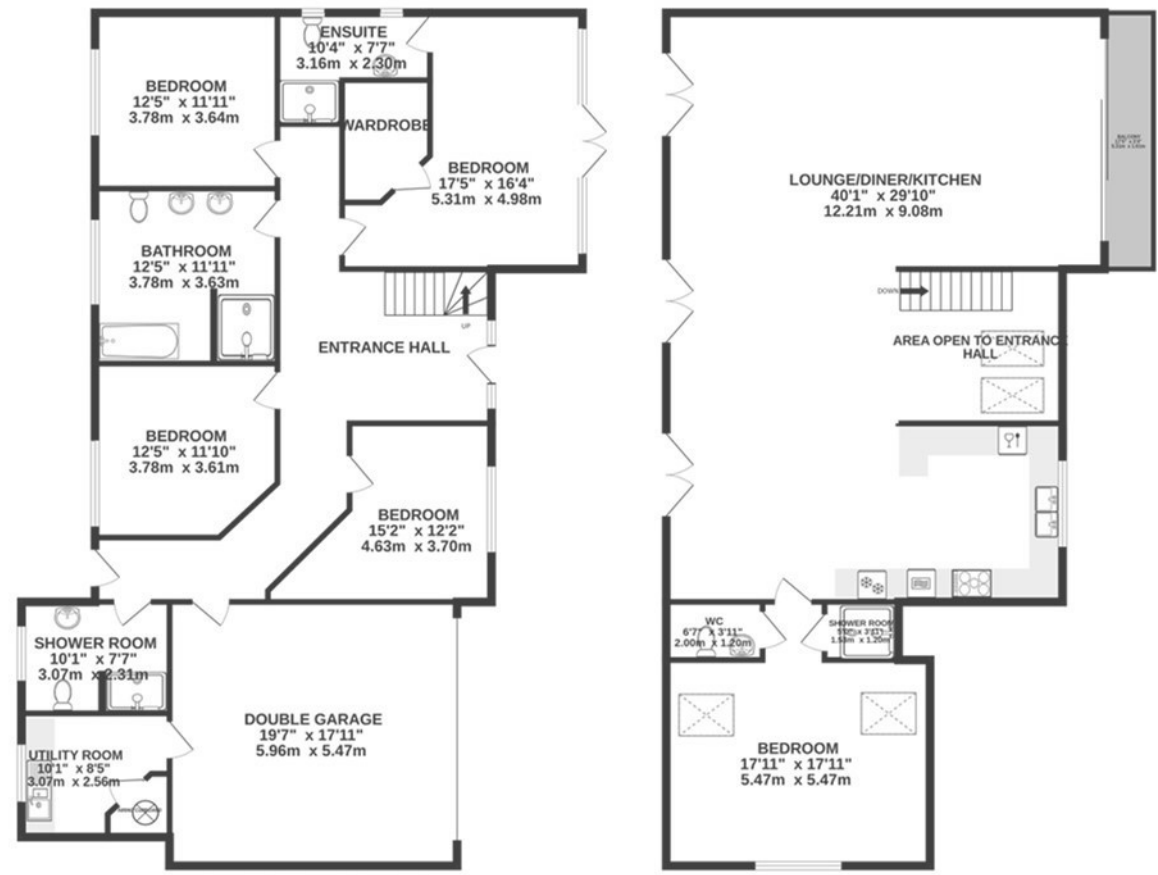 ENSUITE
10'4" x 7'7"
3.16m x 2.30m
BEDROOM
12'5" x 11'11"
3.78m x 3.64m
WARDROBE
BEDROOM
17'5" x 16'4"
5.31m x 4.98m
BATHROOM
12'5" x 11'11"
3.78m x 3.63m
UP
ENTRANCE HALL
BEDROOM
12'5" x 11'10"
3.78m x 3.61m
BEDROOM
15'2" x 12'2"
4.63m x 3.70m
SHOWER ROOM
10'1" x 7'7"
3.07m x 2.31m
DOUBLE GARAGE
19'7" x 17'11"
5.96m x 5.47m
UTILITY ROOM
10'1" x 8'5"
3.07m x 2.56m
BALCONY
LOUNGE/DINER/KITCHEN
40'1" x 29'10"
12.21m x 9.08m
DOWN
AREA OPEN TO ENTRANCE
HALL
WC
6'7" x 3'11"
2.00m x 1.20m
SHOWER ROOM
x 3'11"
x 1.20m
BEDROOM
17'11" x 17'11"
5.47m x 5.47m